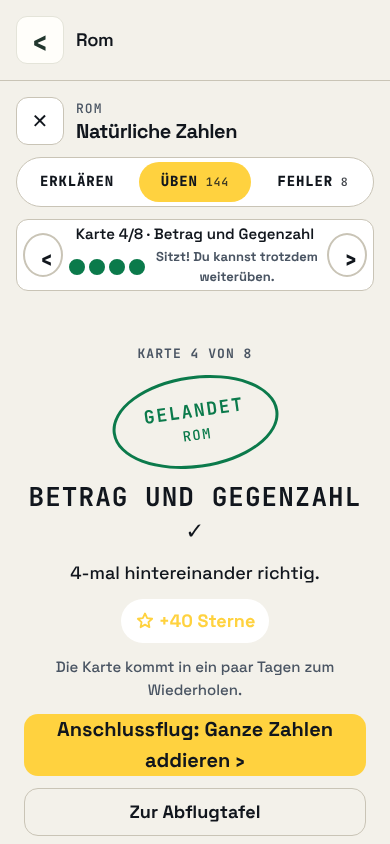 <
Rom
✕
ROM
Natürliche Zahlen
ERKLÄREN
ÜBEN 144
FEHLER 8
<
Karte 4/8 · Betrag und Gegenzahl
Sitzt! Du kannst trotzdem
weiterüben.
>
KARTE 4 VON 8
GELANDET
ROM
BETRAG UND GEGENZAHL
✓
4-mal hintereinander richtig.
☆ +40 Sterne
Die Karte kommt in ein paar Tagen zum
Wiederholen.
Anschlussflug: Ganze Zahlen
addieren >
Zur Abflugtafel